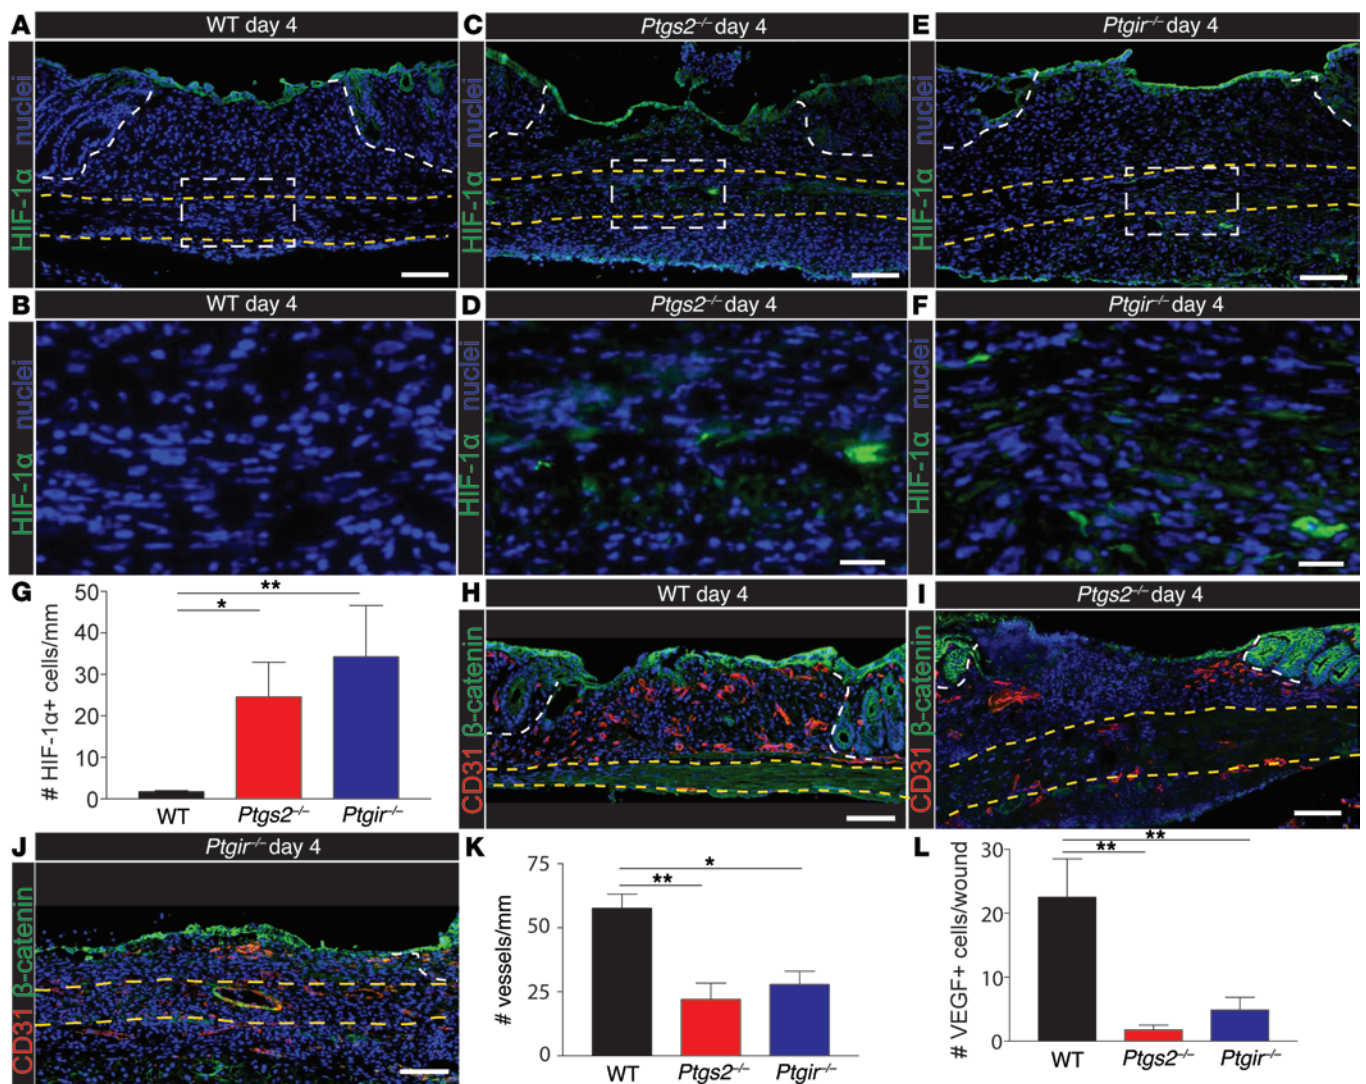 A WT day 4
HIF-1α nuclei
C Ptgs2–/– day 4
HIF-1α nuclei
E Ptgir–/– day 4
HIF-1α nuclei
B WT day 4
HIF-1α nuclei
D Ptgs2–/– day 4
HIF-1α nuclei
F Ptgir–/– day 4
HIF-1α nuclei
G
# HIF-1α+ cells/mm
50
40
30
20
10
0
**
*
WT Ptgs2–/– Ptgir–/–
H WT day 4
CD31 β-catenin
I Ptgs2–/– day 4
CD31 β-catenin
J Ptgir–/– day 4
CD31 β-catenin
K
# vessels/mm
75
50
25
0
*
**
WT Ptgs2–/– Ptgir–/–
L
# VEGF+ cells/wound
30
20
10
0
**
**
WT Ptgs2–/– Ptgir–/–